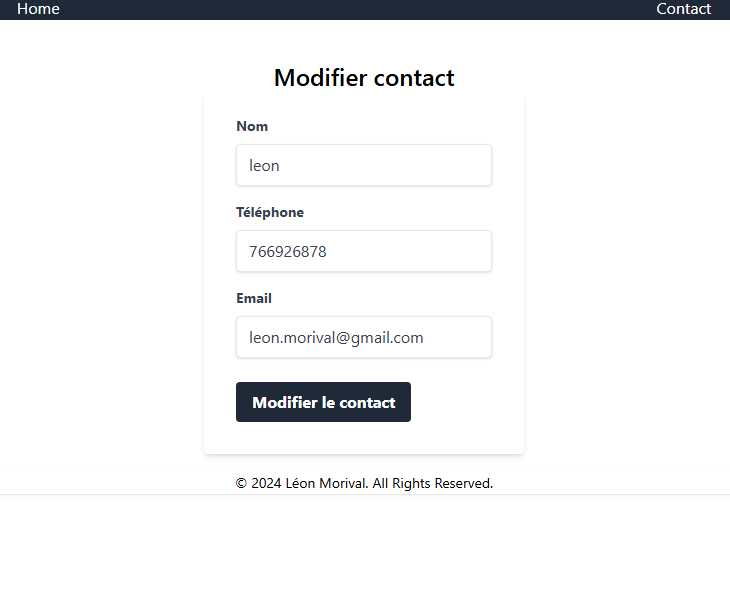 Home Contact
Modifier contact
Nom
leon
Téléphone
766926878
Email
leon.morival@gmail.com
Modifier le contact
© 2024 Léon Morival. All Rights Reserved.